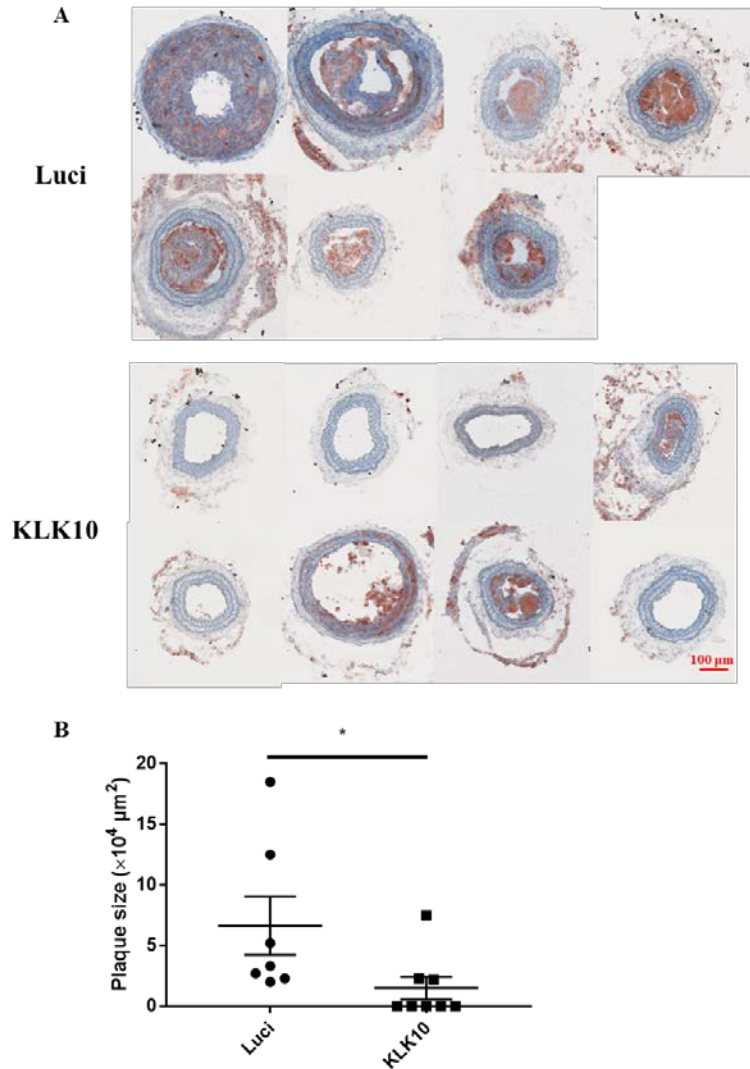 A
Luci
KLK10
100 µm
B
*
Plaque size (×10⁴ µm²)
20
15
10
5
0
Luci
KLK10